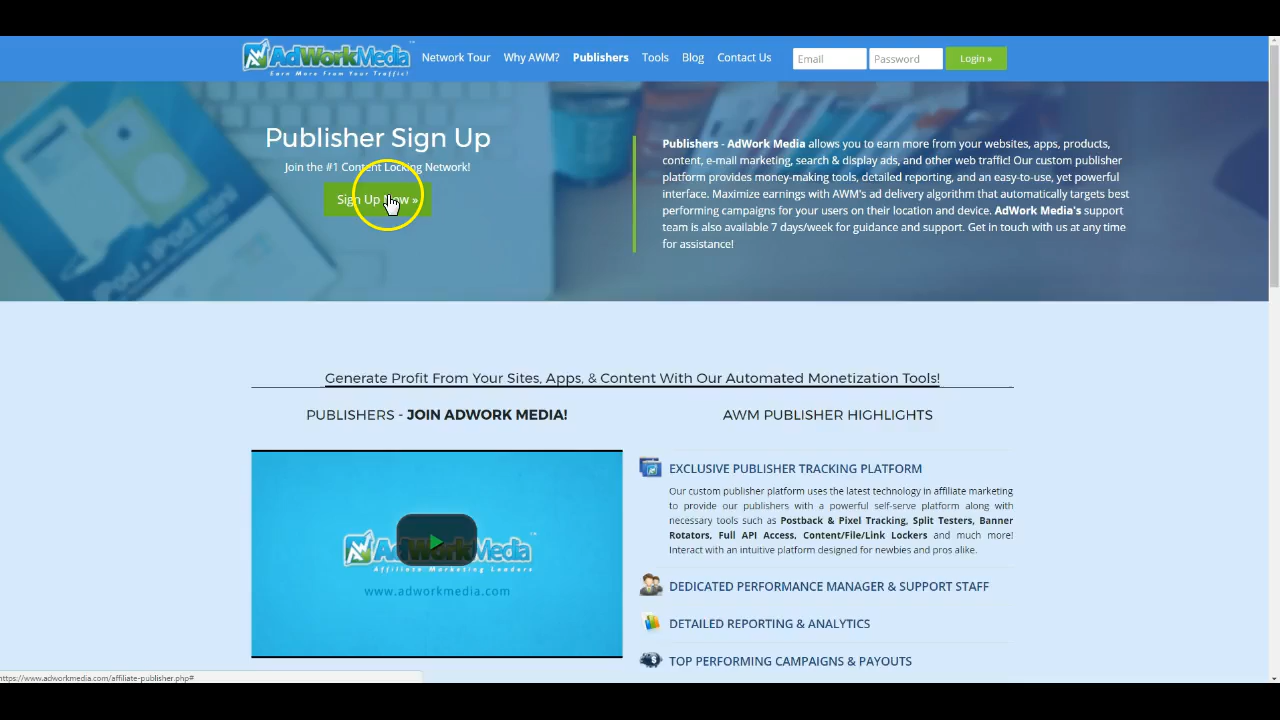 AdWorkMedia™
Earn More From Your Traffic!
Network Tour
Why AWM?
Publishers
Tools
Blog
Contact Us
Email
Password
Login »
Publisher Sign Up
Join the #1 Content Locking Network!
Sign Up Now »
Publishers - AdWork Media allows you to earn more from your websites, apps, products,
content, e-mail marketing, search & display ads, and other web traffic! Our custom publisher
platform provides money-making tools, detailed reporting, and an easy-to-use, yet powerful
interface. Maximize earnings with AWM's ad delivery algorithm that automatically targets best
performing campaigns for your users on their location and device. AdWork Media's support
team is also available 7 days/week for guidance and support. Get in touch with us at any time
for assistance!
Generate Profit From Your Sites, Apps, & Content With Our Automated Monetization Tools!
PUBLISHERS - JOIN ADWORK MEDIA!
AdWorkMedia™
Affiliate Marketing Leaders
www.adworkmedia.com
AWM PUBLISHER HIGHLIGHTS
EXCLUSIVE PUBLISHER TRACKING PLATFORM
Our custom publisher platform uses the latest technology in affiliate marketing
to provide our publishers with a powerful self-serve platform along with
necessary tools such as Postback & Pixel Tracking, Split Testers, Banner
Rotators, Full API Access, Content/File/Link Lockers and much more!
Interact with an intuitive platform designed for newbies and pros alike.
DEDICATED PERFORMANCE MANAGER & SUPPORT STAFF
DETAILED REPORTING & ANALYTICS
TOP PERFORMING CAMPAIGNS & PAYOUTS
https://www.adworkmedia.com/affiliate-publisher.php#